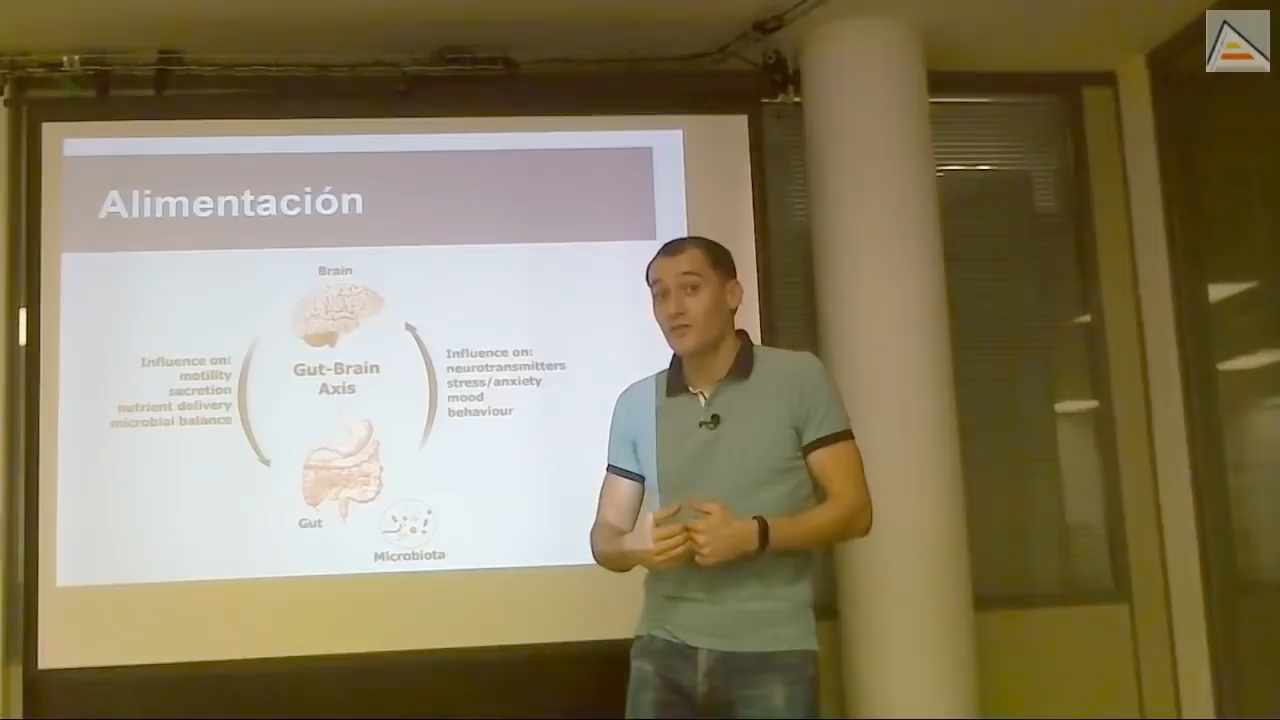 Alimentación
Brain
Influence on:
motility
secretion
nutrient delivery
microbial balance
Gut-Brain
Axis
Influence on:
neurotransmitters
stress/anxiety
mood
behaviour
Gut
Microbiota